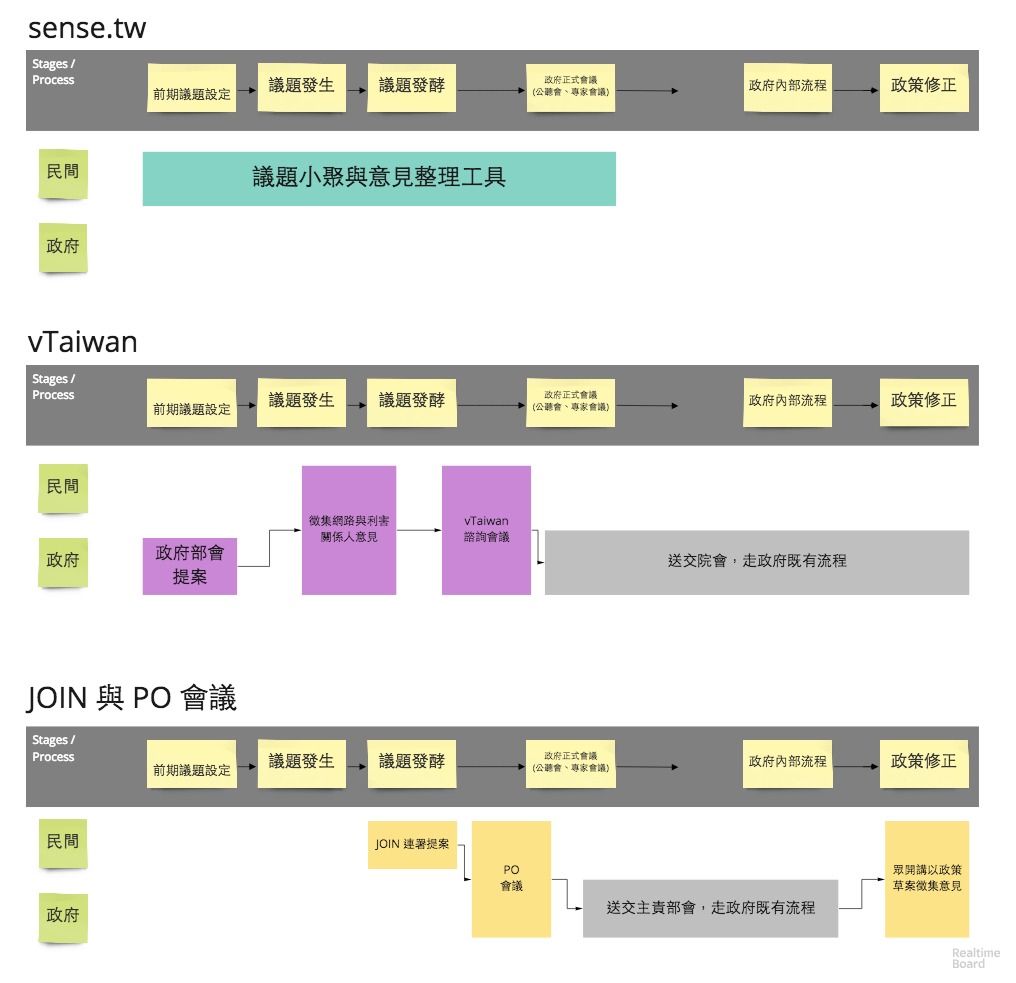 sense.tw
Stages /
Process
前期議題設定
議題發生
議題發酵
政府正式會議
(公聽會、專家會議)
政府內部流程
政策修正
民間
議題小聚與意見整理工具
政府
vTaiwan
Stages /
Process
前期議題設定
議題發生
議題發酵
政府正式會議
(公聽會、專家會議)
政府內部流程
政策修正
民間
政府
政府部會
提案
徵集網路與利害
關係人意見
vTaiwan
諮詢會議
送交院會，走政府既有流程
JOIN 與 PO 會議
Stages /
Process
前期議題設定
議題發生
議題發酵
政府正式會議
(公聽會、專家會議)
政府內部流程
政策修正
民間
政府
JOIN 連署提案
PO
會議
送交主責部會，走政府既有流程
眾開講以政策
草案徵集意見
Realtime
Board